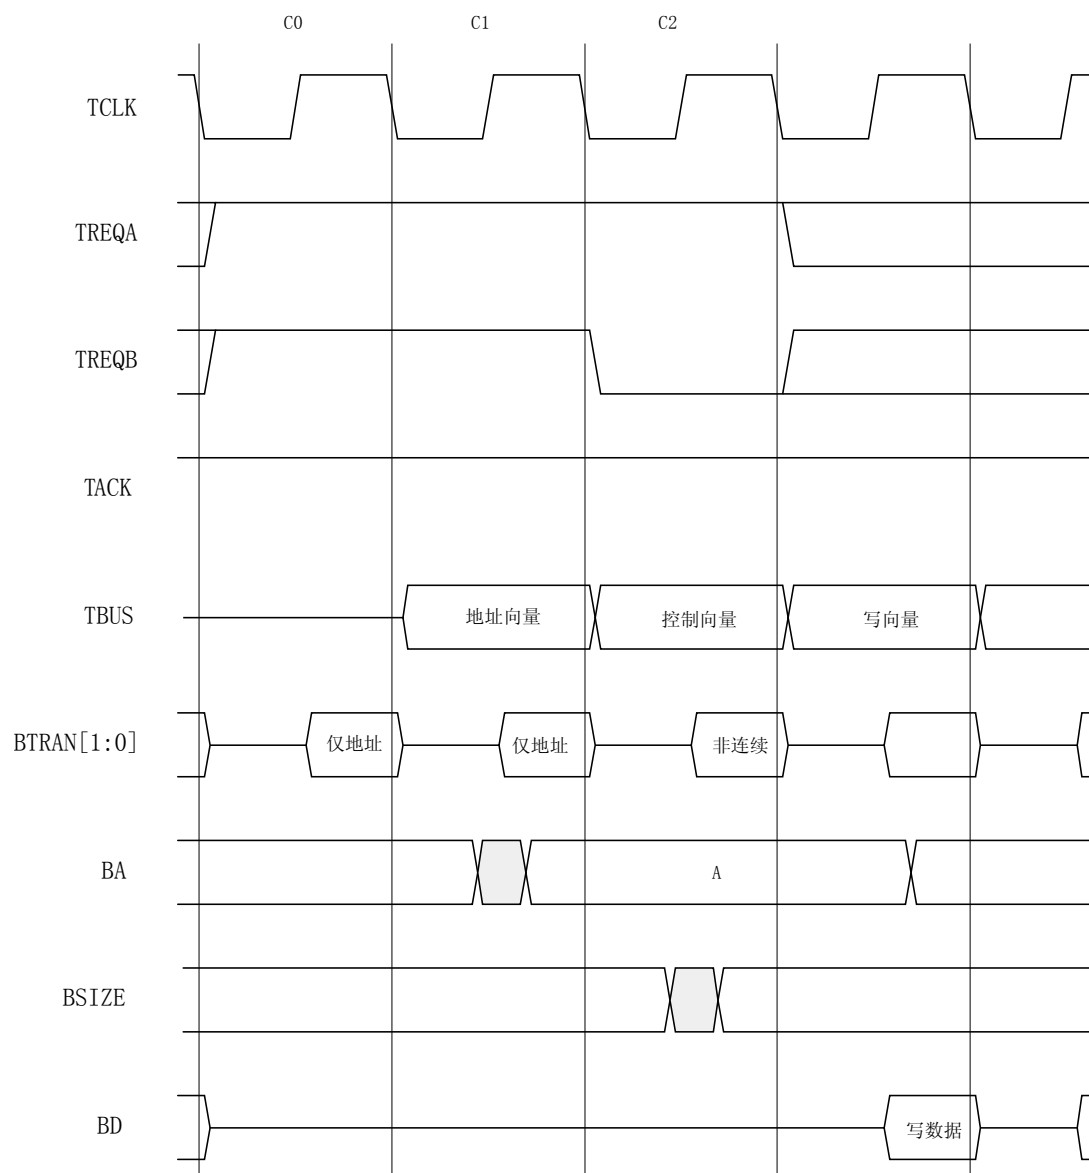 C0 C1 C2
TCLK
TREQA
TREQB
TACK
TBUS 地址向量 控制向量 写向量
BTRAN[1:0] 仅地址 仅地址 非连续
BA A
BSIZE
BD 写数据